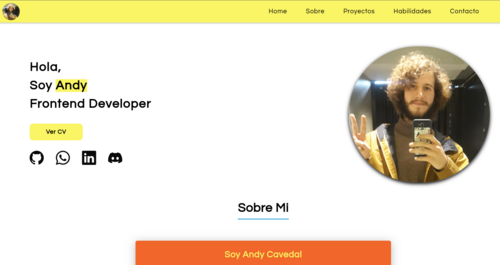 Home Sobre Proyectos Habilidades Contacto
Hola,
Soy Andy
Frontend Developer
Ver CV
Sobre Mi
Soy Andy Cavedal